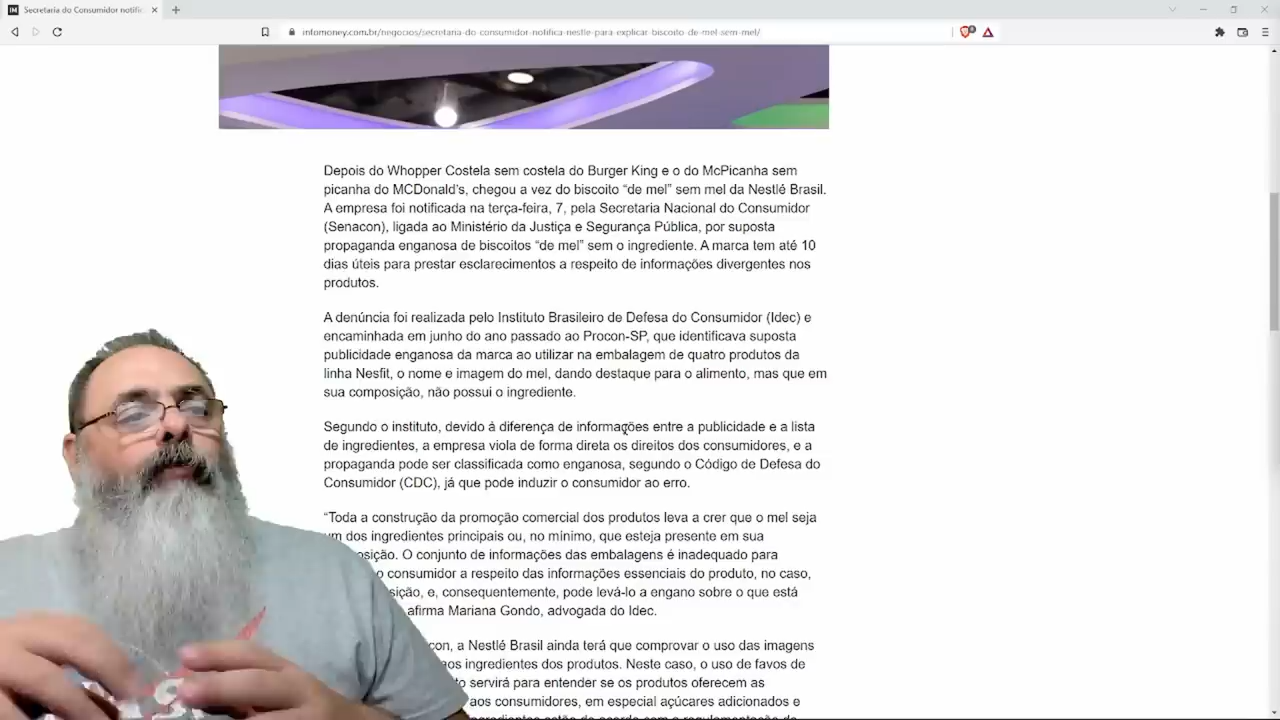 Secretaria do Consumidor notific
infomoney.com.br/negocios/secretaria-do-consumidor-notifica-nestle-para-explicar-biscoito-de-mel-sem-mel/
Depois do Whopper Costela sem costela do Burger King e o do McPicanha sem
picanha do MCDonald's, chegou a vez do biscoito “de mel” sem mel da Nestlé Brasil.
A empresa foi notificada na terça-feira, 7, pela Secretaria Nacional do Consumidor
(Senacon), ligada ao Ministério da Justiça e Segurança Pública, por suposta
propaganda enganosa de biscoitos “de mel” sem o ingrediente. A marca tem até 10
dias úteis para prestar esclarecimentos a respeito de informações divergentes nos
produtos.
A denúncia foi realizada pelo Instituto Brasileiro de Defesa do Consumidor (Idec) e
encaminhada em junho do ano passado ao Procon-SP, que identificava suposta
publicidade enganosa da marca ao utilizar na embalagem de quatro produtos da
linha Nesfit, o nome e imagem do mel, dando destaque para o alimento, mas que em
sua composição, não possui o ingrediente.
Segundo o instituto, devido à diferença de informações entre a publicidade e a lista
de ingredientes, a empresa viola de forma direta os direitos dos consumidores, e a
propaganda pode ser classificada como enganosa, segundo o Código de Defesa do
Consumidor (CDC), já que pode induzir o consumidor ao erro.
“Toda a construção da promoção comercial dos produtos leva a crer que o mel seja
um dos ingredientes principais ou, no mínimo, que esteja presente em sua
osição. O conjunto de informações das embalagens é inadequado para
o consumidor a respeito das informações essenciais do produto, no caso,
sição, e, consequentemente, pode levá-lo a engano sobre o que está
afirma Mariana Gondo, advogada do Idec.
con, a Nestlé Brasil ainda terá que comprovar o uso das imagens
aos ingredientes dos produtos. Neste caso, o uso de favos de
to servirá para entender se os produtos oferecem as
aos consumidores, em especial açúcares adicionados e